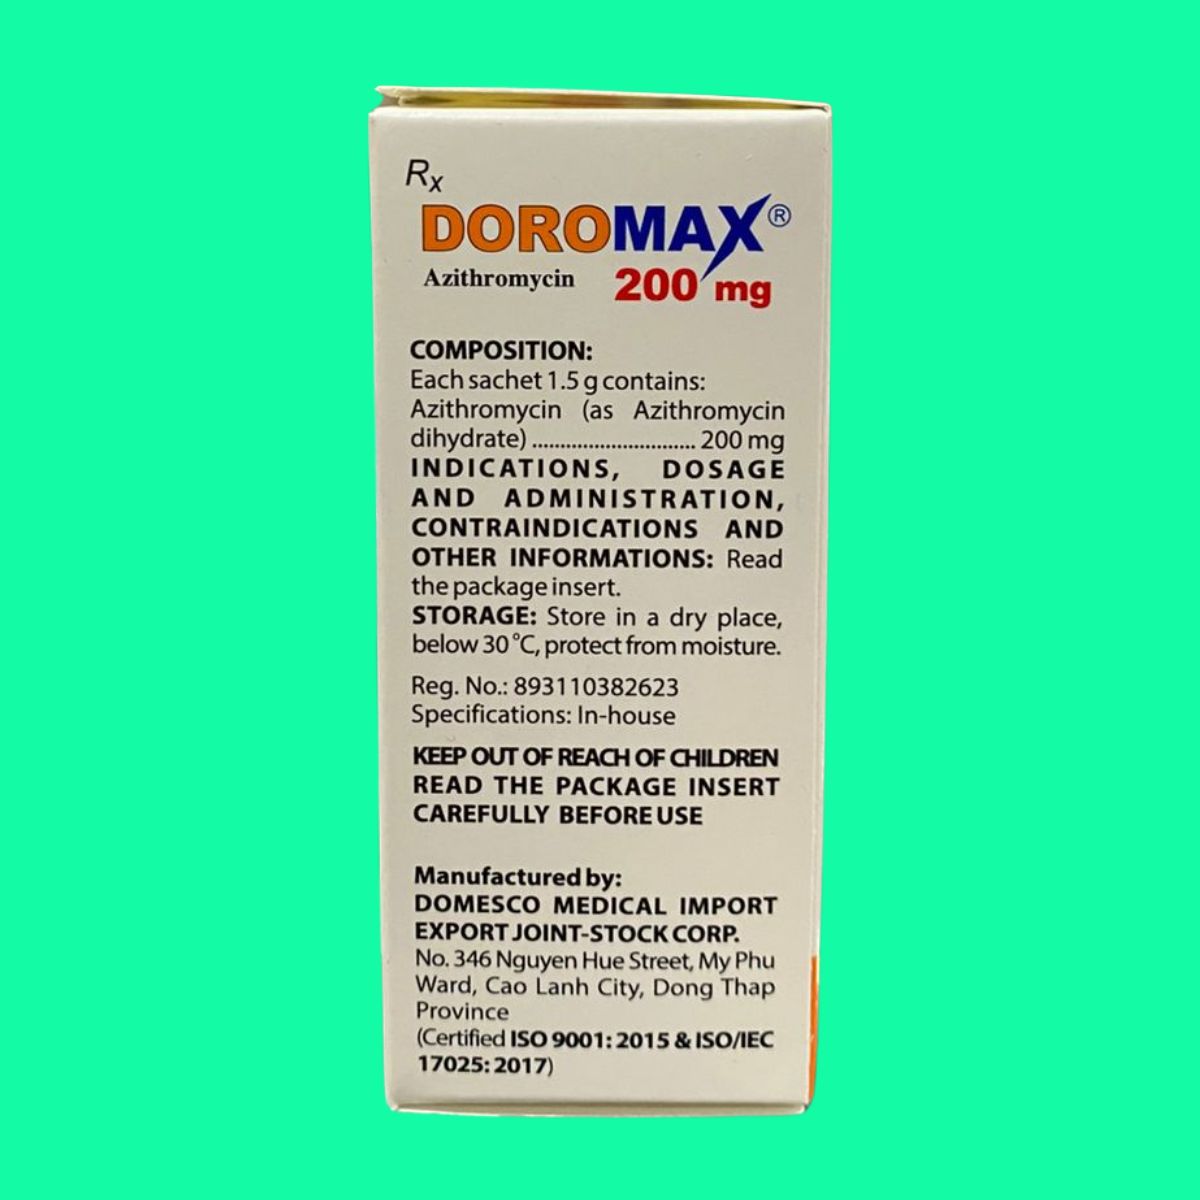 Rx
DOROMAX®
Azithromycin 200 mg
COMPOSITION:
Each sachet 1.5 g contains:
Azithromycin (as Azithromycin
dihydrate) ............................. 200 mg
INDICATIONS, DOSAGE
AND ADMINISTRATION,
CONTRAINDICATIONS AND
OTHER INFORMATIONS: Read
the package insert.
STORAGE: Store in a dry place,
below 30 °C, protect from moisture.
Reg. No.: 893110382623
Specifications: In-house
KEEP OUT OF REACH OF CHILDREN
READ THE PACKAGE INSERT
CAREFULLY BEFORE USE
Manufactured by:
DOMESCO MEDICAL IMPORT
EXPORT JOINT-STOCK CORP.
No. 346 Nguyen Hue Street, My Phu
Ward, Cao Lanh City, Dong Thap
Province
(Certified ISO 9001: 2015 & ISO/IEC
17025: 2017)